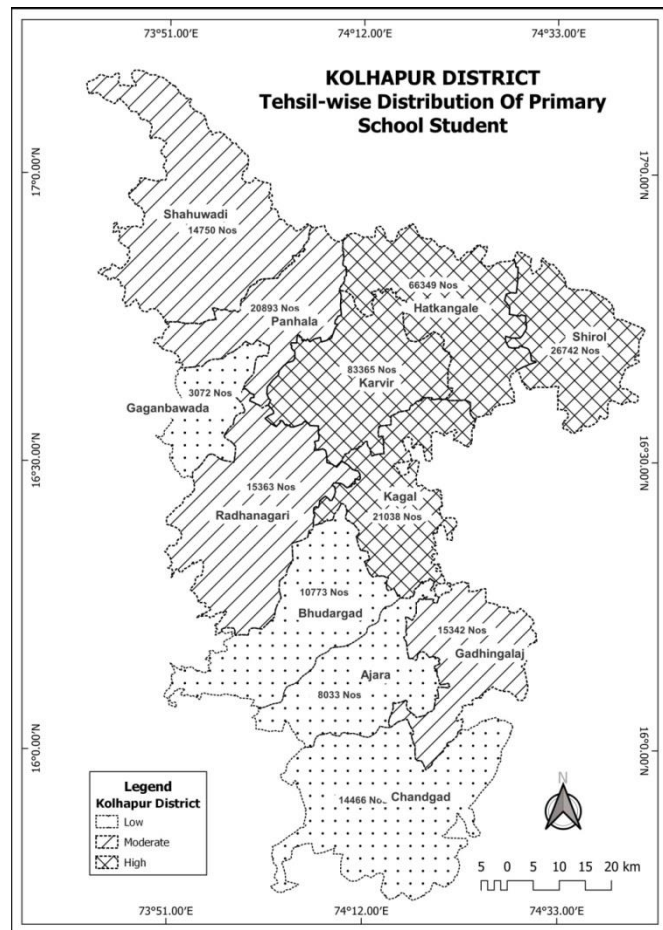 73°51.00'E 74°12.00'E 74°33.00'E
KOLHAPUR DISTRICT
Tehsil-wise Distribution Of Primary
School Student
17°0.00'N 17°0.00'N
Shahuwadi
14750 Nos
66349 Nos
20893 Nos
Hatkangale
Panhala
Shirol
26742 Nos
83365 Nos
Karvir
3072 Nos
Gaganbawada
16°30.00'N 16°30.00'N
15363 Nos
Kagal
Radhanagari
21038 Nos
10773 Nos
Bhudargad
15342 Nos
Gadhingalaj
Ajara
8033 Nos
16°0.00'N 16°0.00'N
Legend
Kolhapur District
Low
Moderate
High
14466 Nos
Chandgad
N
5 0 5 10 15 20 km
73°51.00'E 74°12.00'E 74°33.00'E